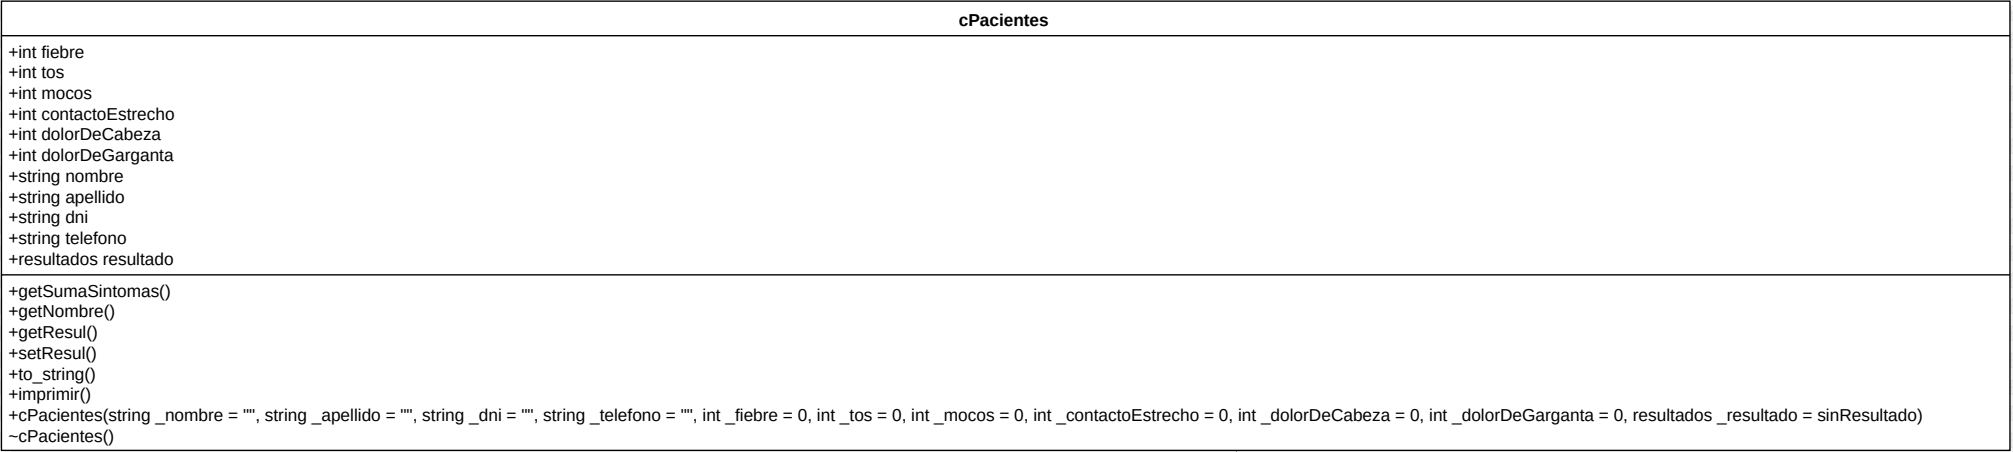 cPacientes
+int fiebre
+int tos
+int mocos
+int contactoEstrecho
+int dolorDeCabeza
+int dolorDeGarganta
+string nombre
+string apellido
+string dni
+string telefono
+resultados resultado
+getSumaSintomas()
+getNombre()
+getResul()
+setResul()
+to_string()
+imprimir()
+cPacientes(string _nombre = "", string _apellido = "", string _dni = "", string _telefono = "", int _fiebre = 0, int _tos = 0, int _mocos = 0, int _contactoEstrecho = 0, int _dolorDeCabeza = 0, int _dolorDeGarganta = 0, resultados _resultado = sinResultado)
~cPacientes()